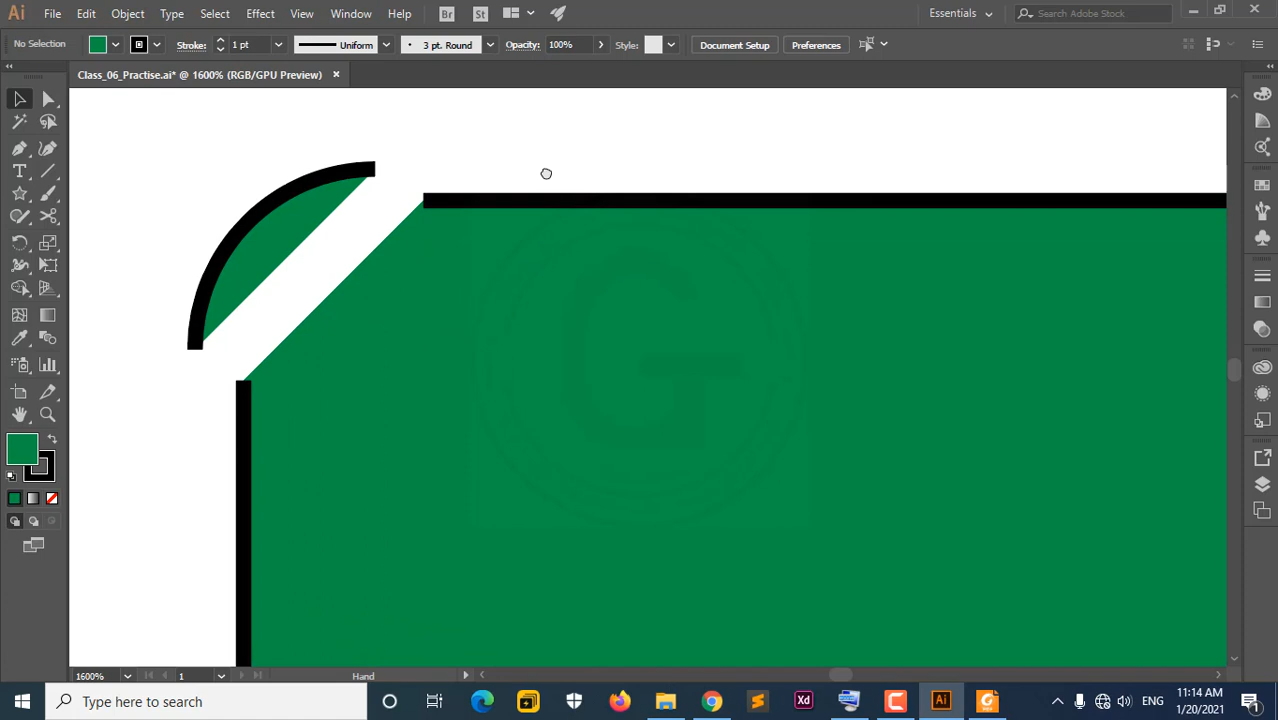 Ai File Edit Object Type Select Effect View Window Help Br St Essentials Search Adobe Stock
No Selection Stroke: 1 pt Uniform 3 pt. Round Opacity: 100% Style: Document Setup Preferences
Class_06_Practise.ai* @ 1600% (RGB/GPU Preview) ×
G
1600% 1 Hand
Type here to search Xd Ai ENG 11:14 AM
1/20/2021